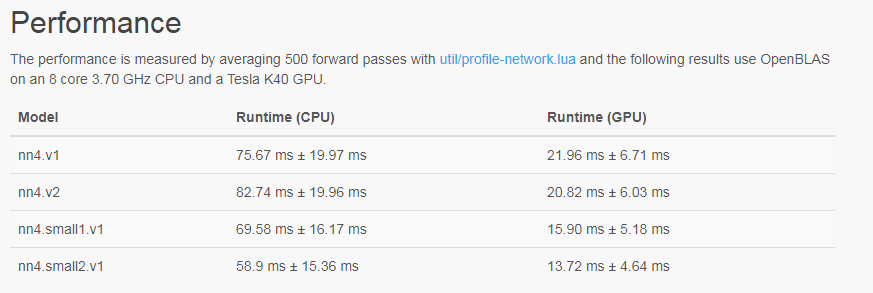 Performance
The performance is measured by averaging 500 forward passes with util/profile-network.lua and the following results use OpenBLAS
on an 8 core 3.70 GHz CPU and a Tesla K40 GPU.
Model Runtime (CPU) Runtime (GPU)
nn4.v1 75.67 ms ± 19.97 ms 21.96 ms ± 6.71 ms
nn4.v2 82.74 ms ± 19.96 ms 20.82 ms ± 6.03 ms
nn4.small1.v1 69.58 ms ± 16.17 ms 15.90 ms ± 5.18 ms
nn4.small2.v1 58.9 ms ± 15.36 ms 13.72 ms ± 4.64 ms